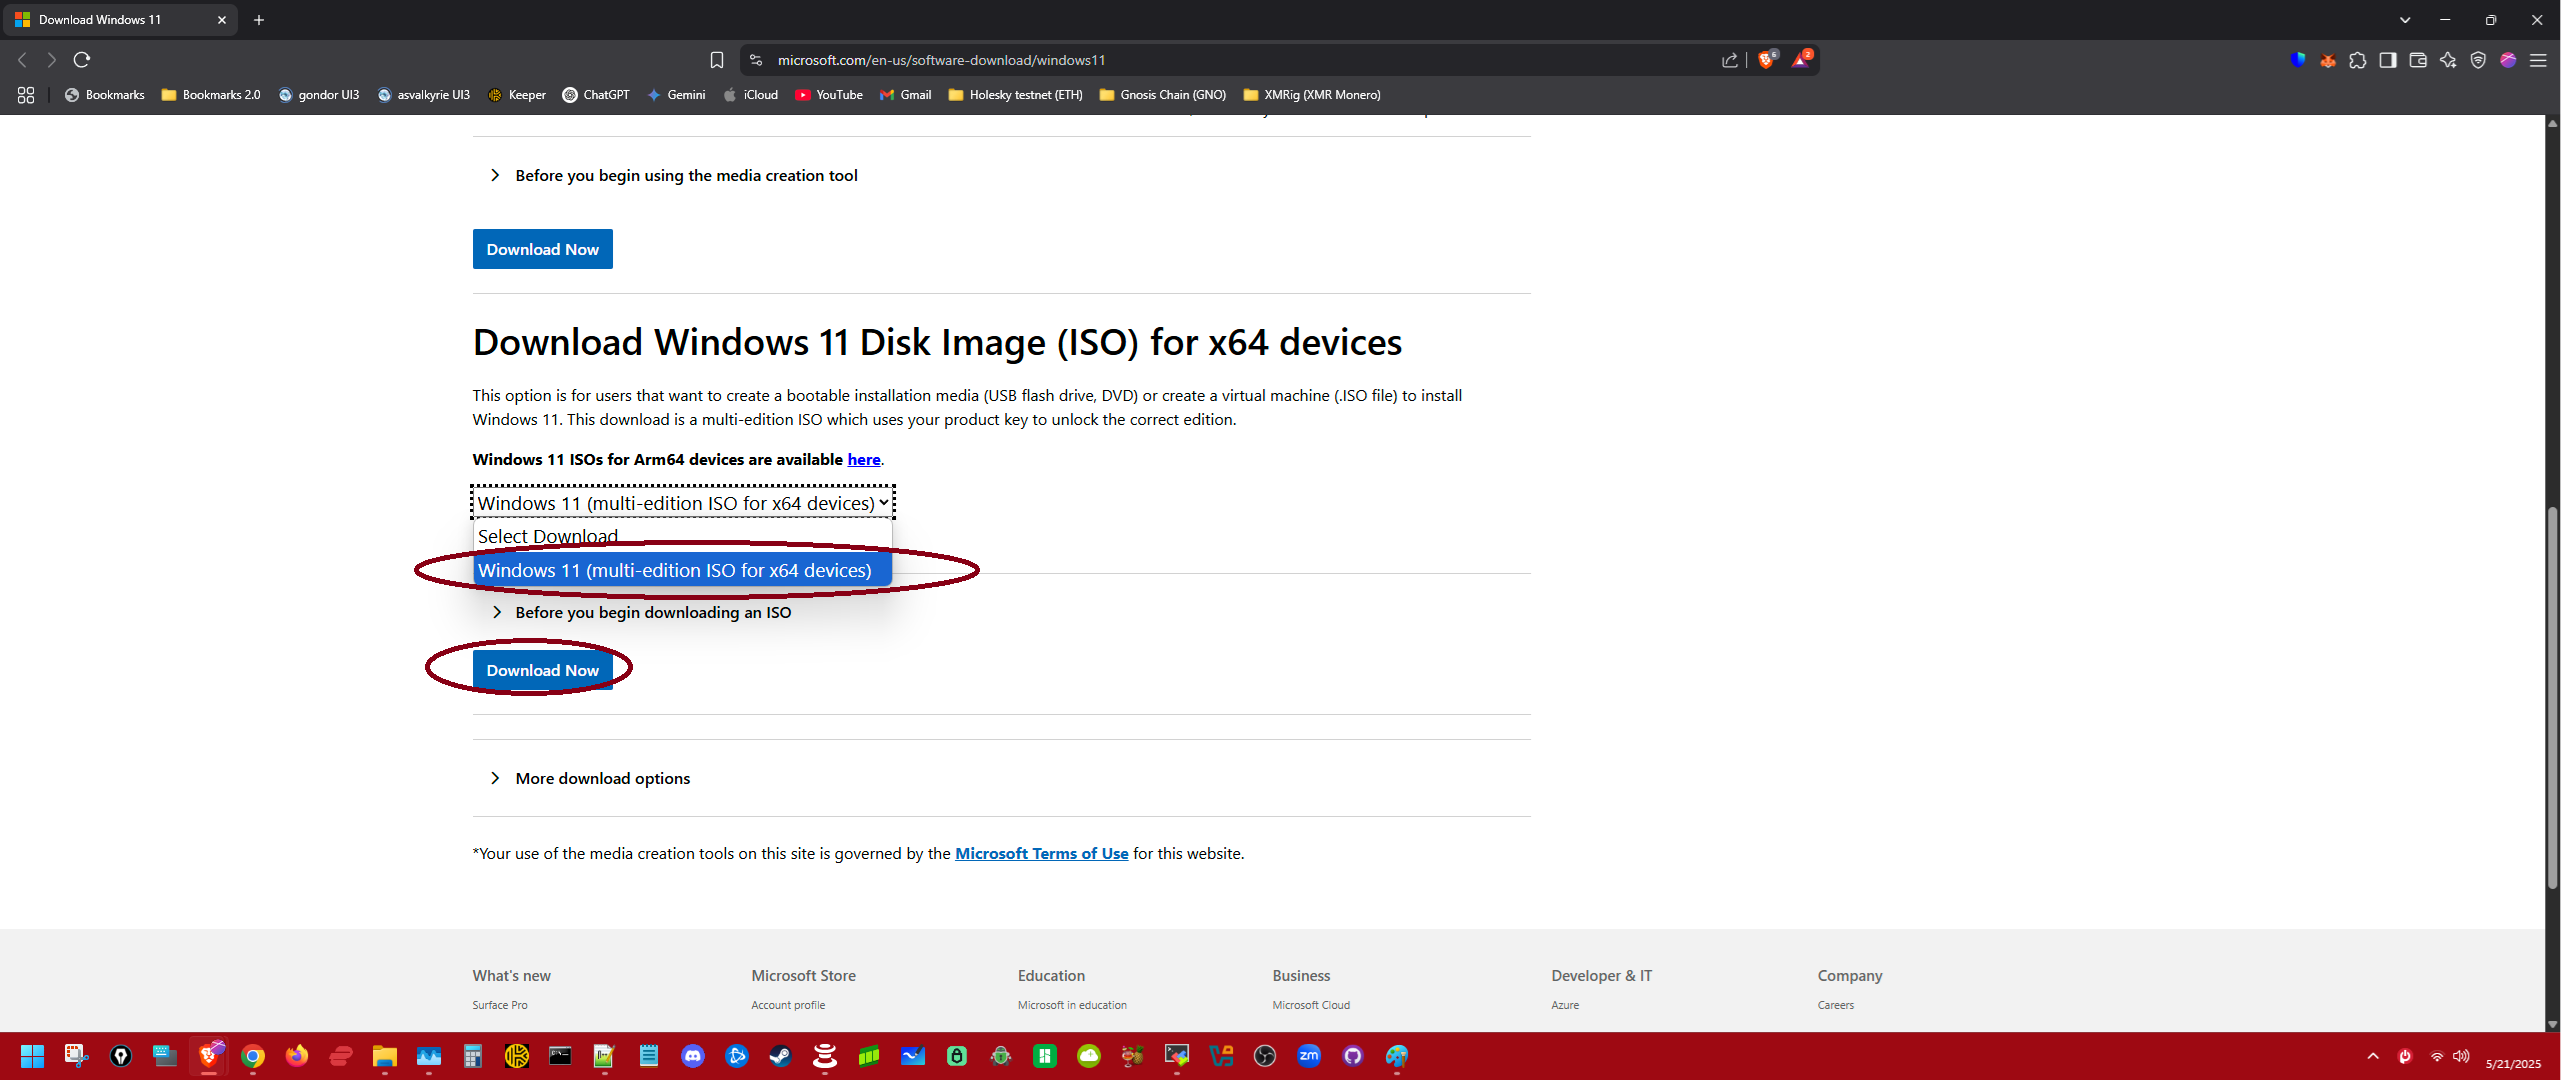 Download Windows 11
microsoft.com/en-us/software-download/windows11
6
2
Bookmarks
Bookmarks 2.0
gondor UI3
asvalkyrie UI3
Keeper
ChatGPT
Gemini
iCloud
YouTube
Gmail
Holesky testnet (ETH)
Gnosis Chain (GNO)
XMRig (XMR Monero)
Before you begin using the media creation tool
Download Now
Download Windows 11 Disk Image (ISO) for x64 devices
This option is for users that want to create a bootable installation media (USB flash drive, DVD) or create a virtual machine (.ISO file) to install
Windows 11. This download is a multi-edition ISO which uses your product key to unlock the correct edition.
Windows 11 ISOs for Arm64 devices are available here.
Windows 11 (multi-edition ISO for x64 devices)
Select Download
Windows 11 (multi-edition ISO for x64 devices)
Before you begin downloading an ISO
Download Now
More download options
*Your use of the media creation tools on this site is governed by the Microsoft Terms of Use for this website.
What's new
Microsoft Store
Education
Business
Developer & IT
Company
Surface Pro
Account profile
Microsoft in education
Microsoft Cloud
Azure
Careers
zm
5/21/2025